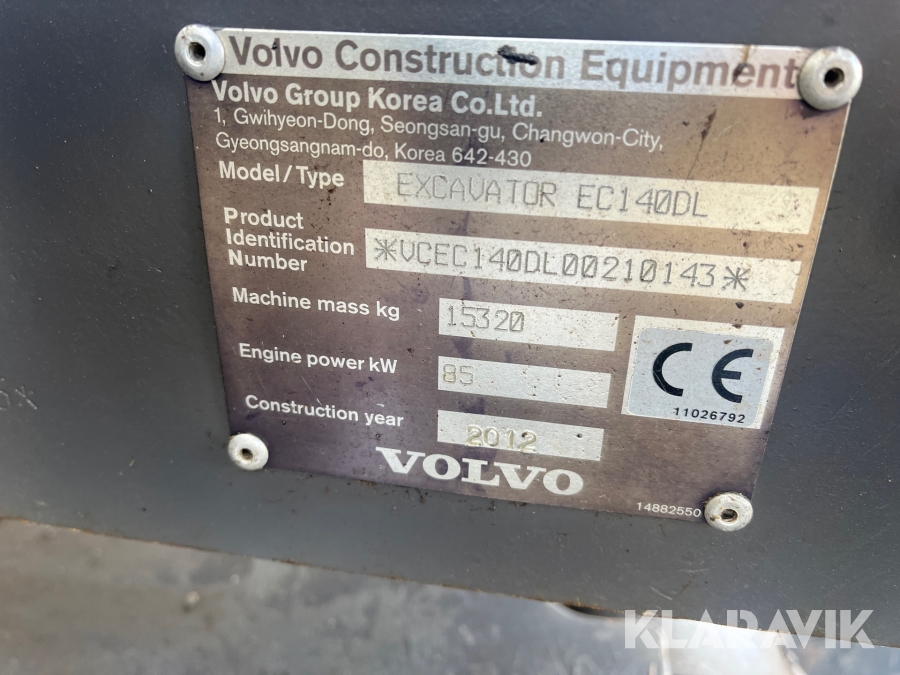 Volvo Construction Equipment
Volvo Group Korea Co.Ltd.
1, Gwihyeon-Dong, Seongsan-gu, Changwon-City,
Gyeongsangnam-do, Korea 642-430
Model/Type EXCAVATOR EC140DL
Product
Identification
Number *VCEC140DL00210143*
Machine mass kg 15320
Engine power kW 85
CE
11026792
Construction year 2012
VOLVO
14882550
KLARAVIK